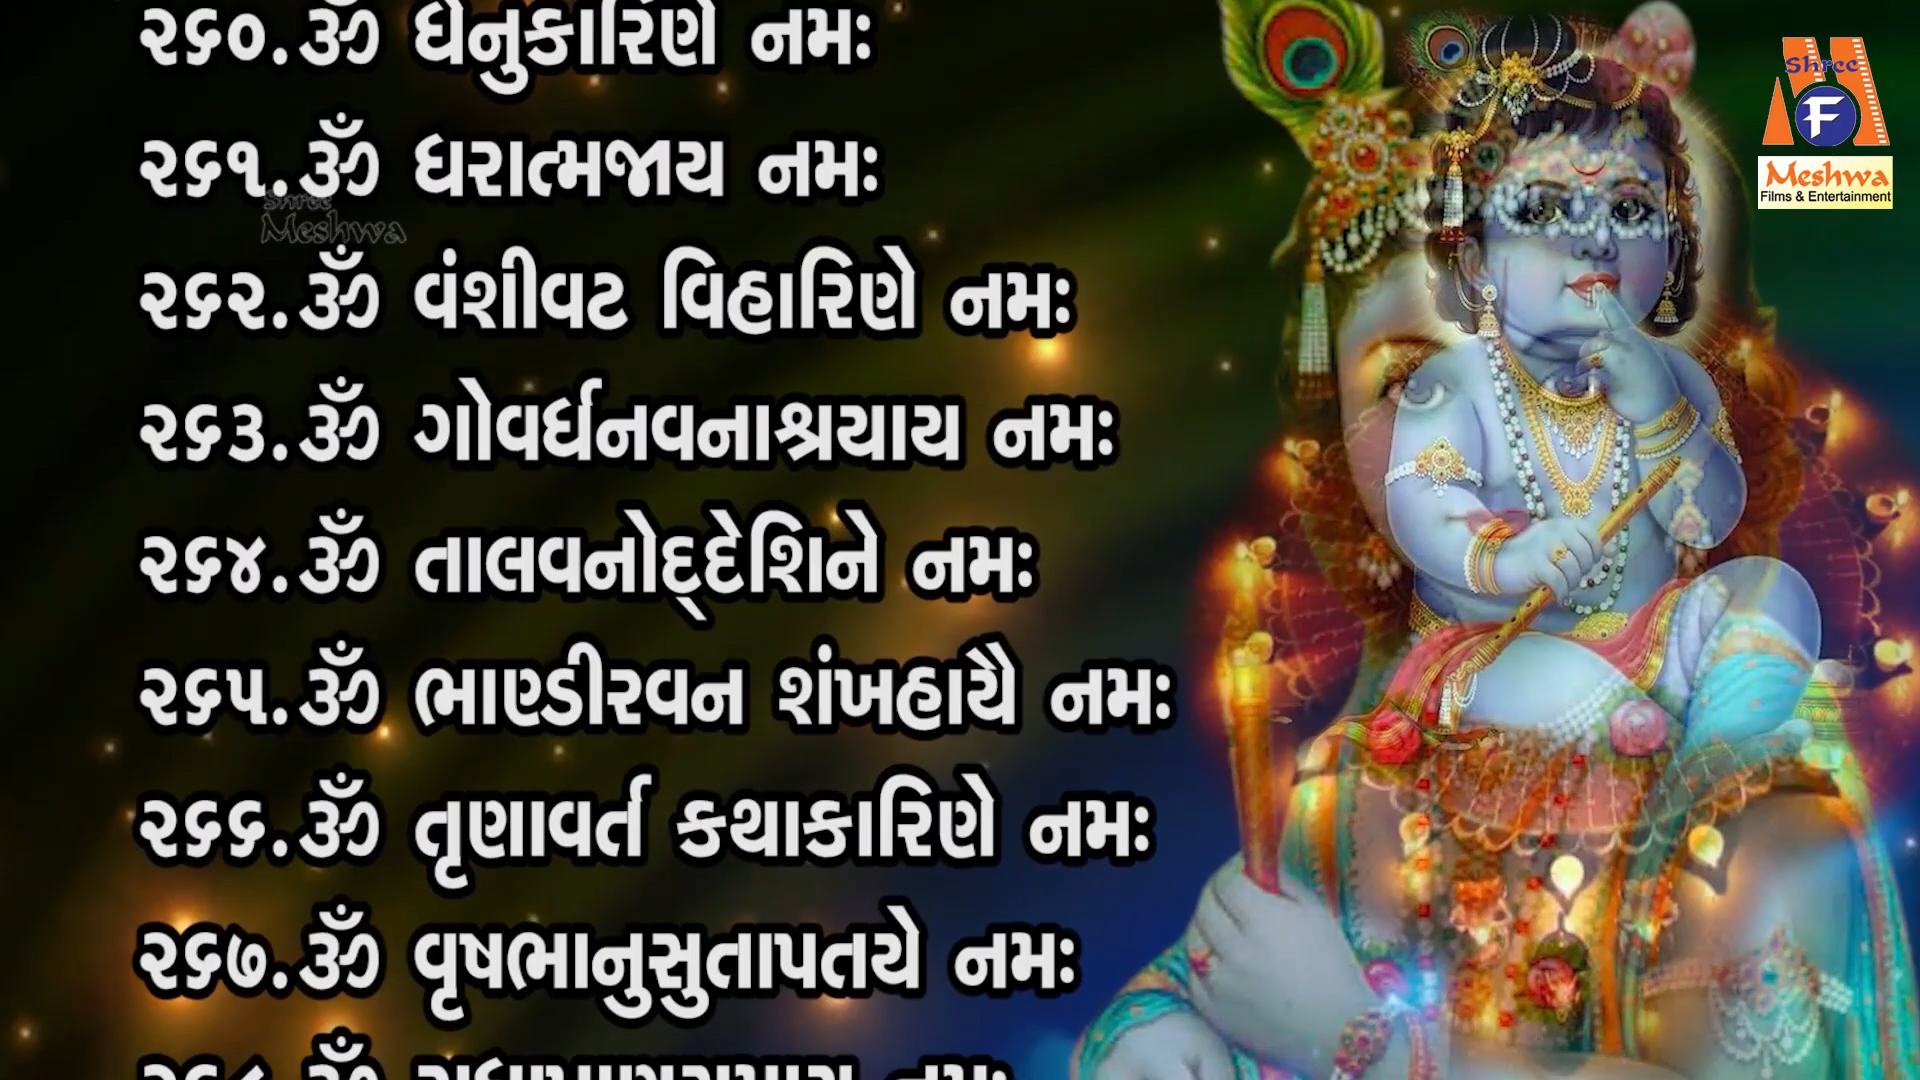 ૨૬૦.ૐ ધેનુકારિણે નમઃ
૨૬૧.ૐ ધરાત્મજાય નમઃ
૨૬૨.ૐ વંશીવટ વિહારિણે નમઃ
૨૬૩.ૐ ગોવર્ધનવનાશ્રયાય નમઃ
૨૬૪.ૐ તાલવનોદ્‌દેશિને નમઃ
૨૬૫.ૐ ભાણ્ડીરવન શંખહાયૈ નમઃ
૨૬૬.ૐ તૃણાવર્ત કથાકારિણે નમઃ
૨૬૭.ૐ વૃષભાનુસુતાપતયે નમઃ
Shree
Meshwa
Shree
F
Meshwa
Films & Entertainment